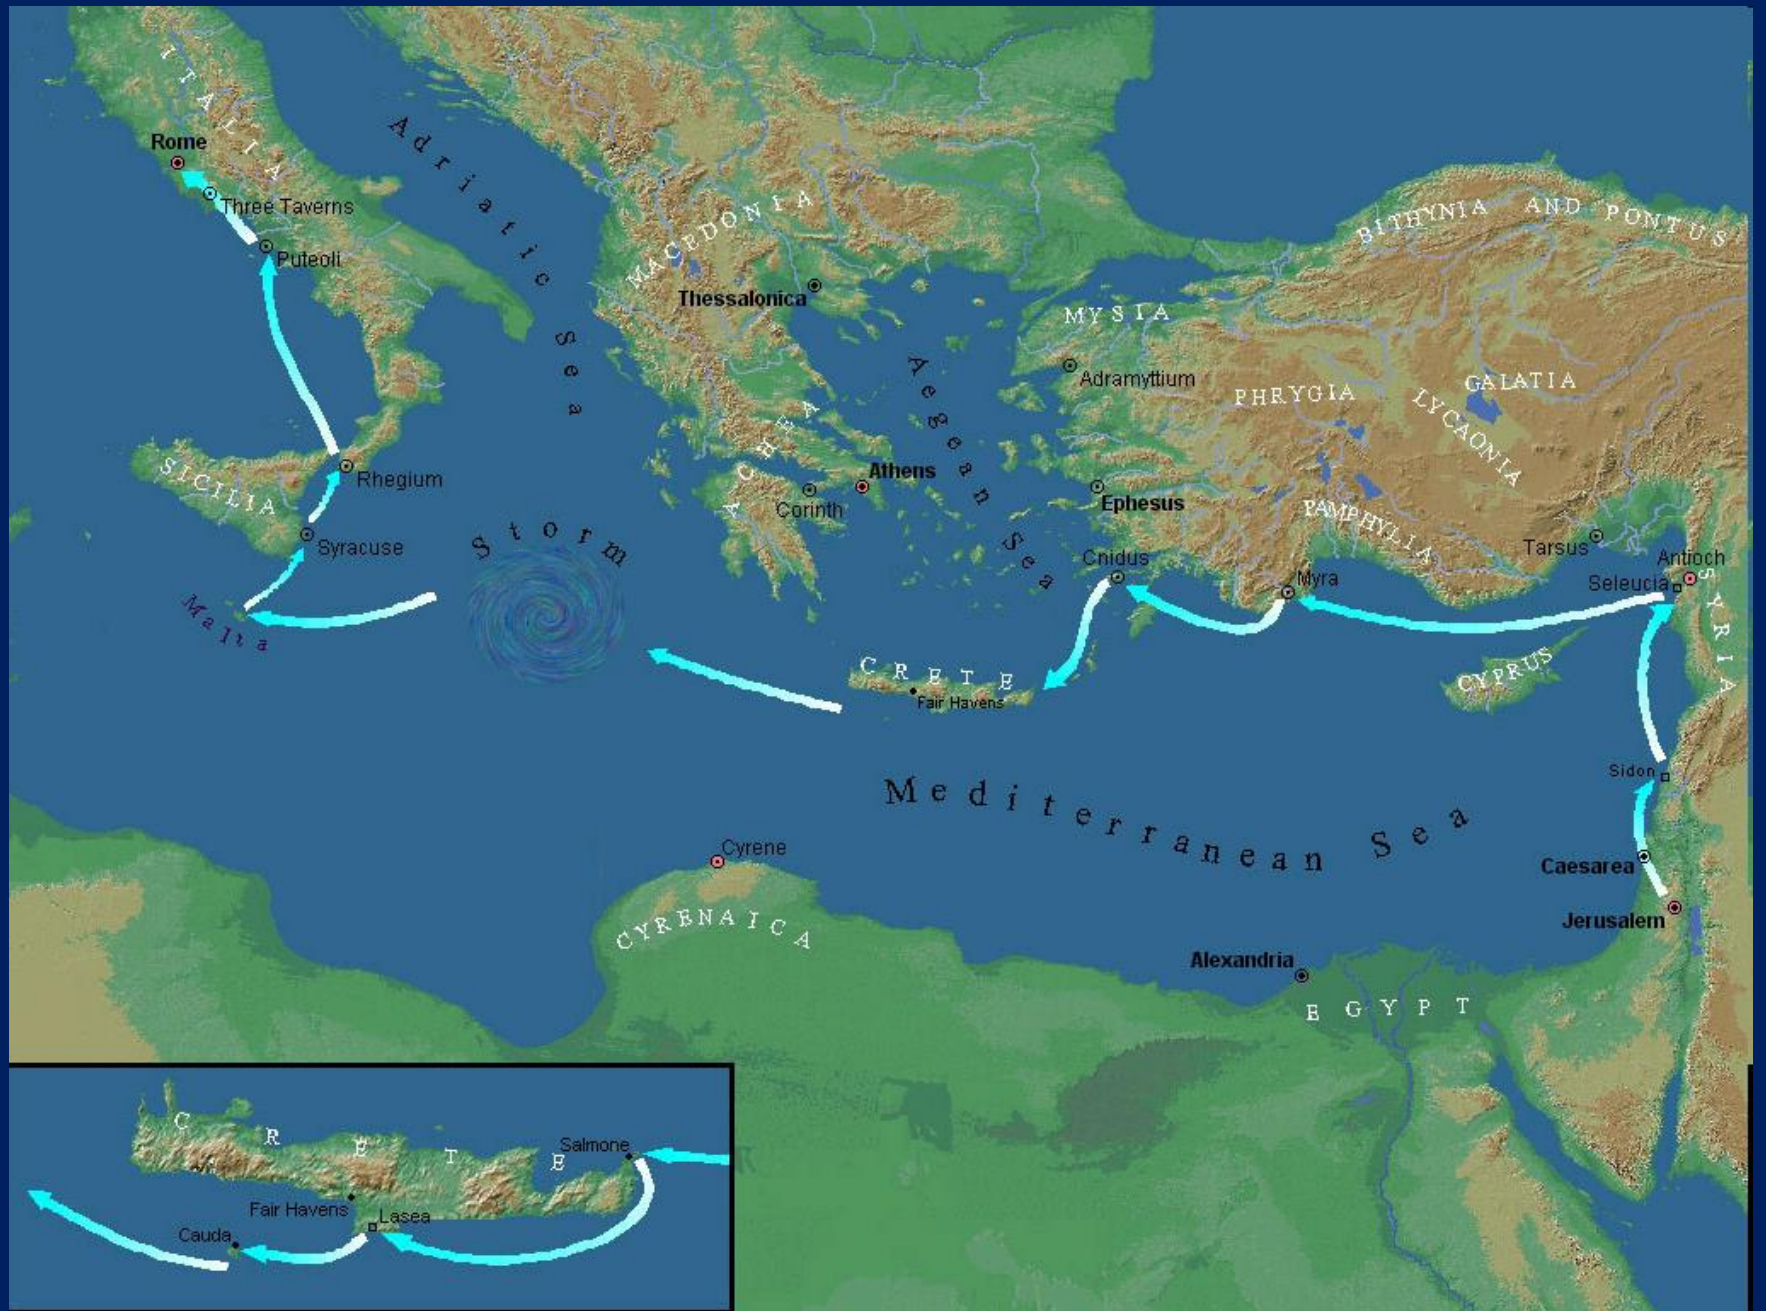 ITALIA
Rome
Three Taverns
Puteoli
Adriatic Sea
MACEDONIA
Thessalonica
BITHYNIA AND PONTUS
MYSIA
Adramyttium
PHRYGIA
GALATIA
LYCAONIA
Aegean Sea
ACHEA
Athens
Corinth
Ephesus
PAMPHYLIA
SICILIA
Rhegium
Syracuse
Storm
Malta
Cnidus
Myra
Tarsus
Antioch
Seleucia
SYRIA
CYPRUS
CRETE
Fair Havens
Sidon
Mediterranean Sea
Cyrene
CYRENAICA
Caesarea
Jerusalem
Alexandria
EGYPT
CRETE
Salmone
Fair Havens
Lasea
Cauda